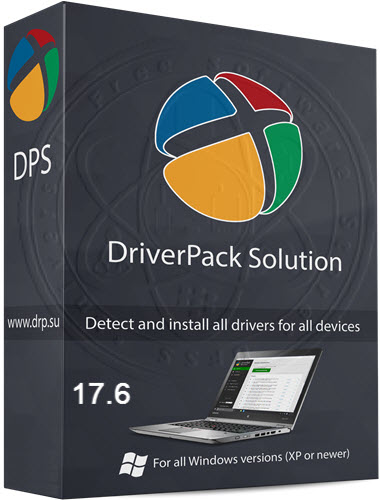 DPS
DriverPack Solution
www.drp.su
Detect and install all drivers for all devices
17.6
For all Windows versions (XP or newer)